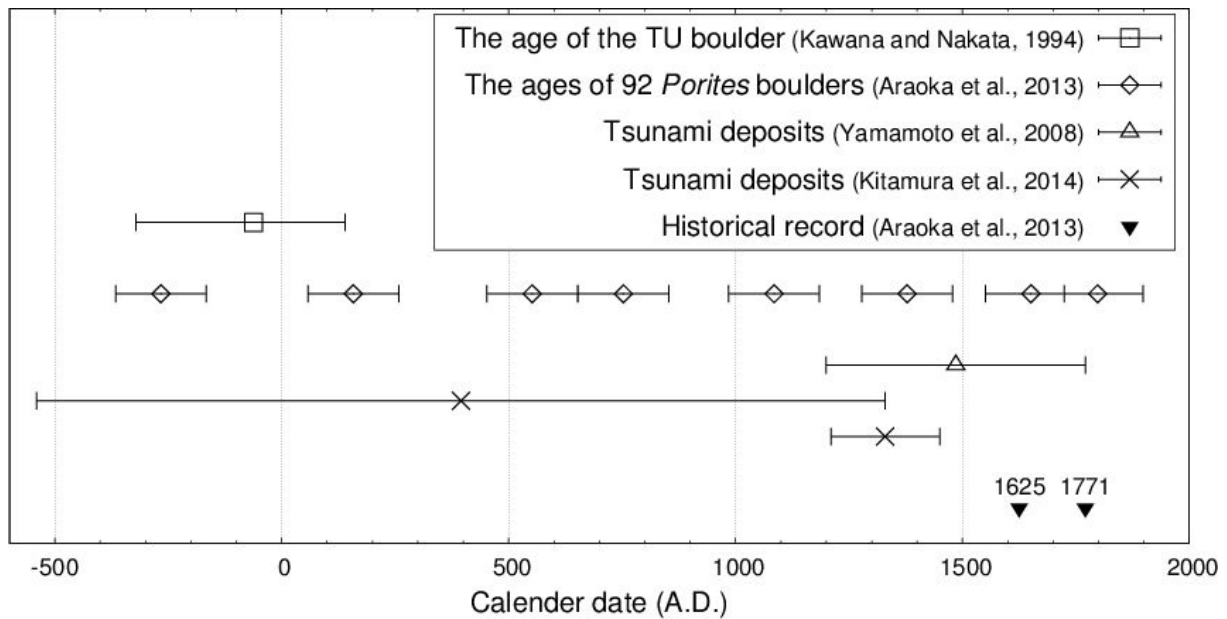 The age of the TU boulder (Kawana and Nakata, 1994)
The ages of 92 Porites boulders (Araoka et al., 2013)
Tsunami deposits (Yamamoto et al., 2008)
Tsunami deposits (Kitamura et al., 2014)
Historical record (Araoka et al., 2013)
1625 1771
-500 0 500 1000 1500 2000
Calender date (A.D.)